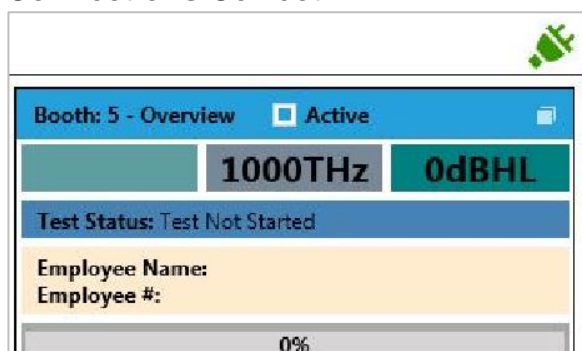 Booth: 5 - Overview Active
1000THz 0dBHL
Test Status: Test Not Started
Employee Name:
Employee #:
0%